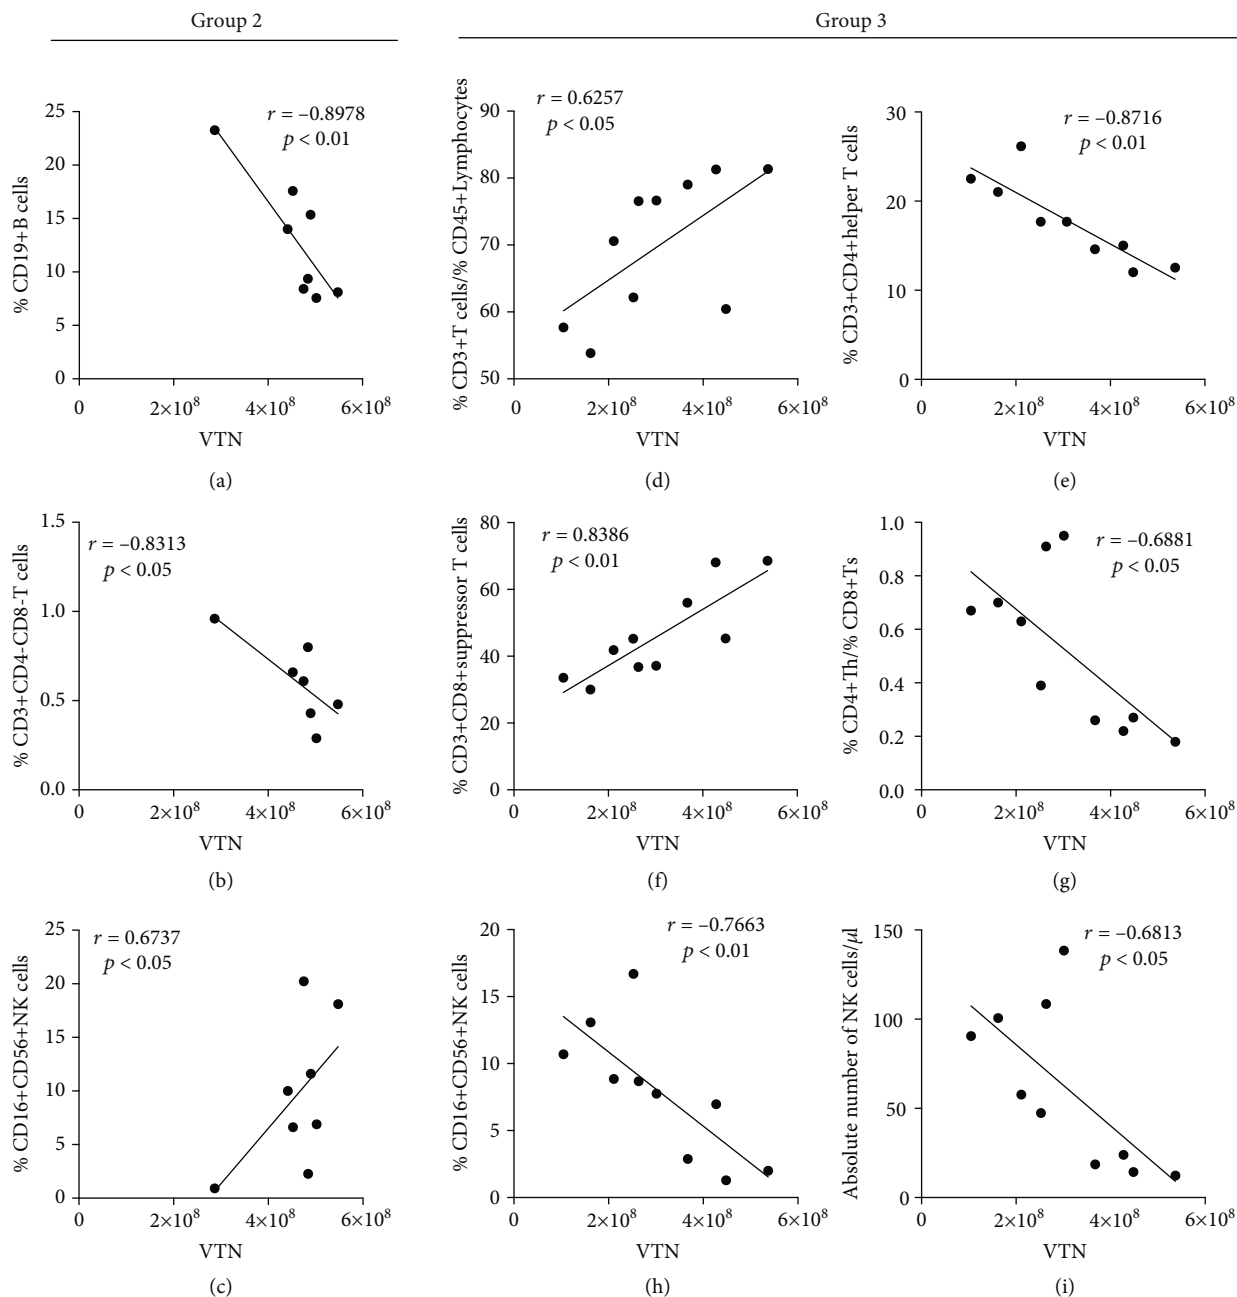 Group 2
Group 3
% CD19+B cells
25
20
15
10
5
0
r = –0.8978
p < 0.01
0 2×10⁸ 4×10⁸ 6×10⁸
VTN
(a)
% CD3+T cells/% CD45+Lymphocytes
90
80
70
60
50
r = 0.6257
p < 0.05
0 2×10⁸ 4×10⁸ 6×10⁸
VTN
(d)
% CD3+CD4+helper T cells
30
20
10
0
r = –0.8716
p < 0.01
0 2×10⁸ 4×10⁸ 6×10⁸
VTN
(e)
% CD3+CD4-CD8-T cells
1.5
1.0
0.5
0.0
r = –0.8313
p < 0.05
0 2×10⁸ 4×10⁸ 6×10⁸
VTN
(b)
% CD3+CD8+suppressor T cells
80
60
40
20
0
r = 0.8386
p < 0.01
0 2×10⁸ 4×10⁸ 6×10⁸
VTN
(f)
% CD4+Th/% CD8+Ts
1.0
0.8
0.6
0.4
0.2
0.0
r = –0.6881
p < 0.05
0 2×10⁸ 4×10⁸ 6×10⁸
VTN
(g)
% CD16+CD56+NK cells
25
20
15
10
5
0
r = 0.6737
p < 0.05
0 2×10⁸ 4×10⁸ 6×10⁸
VTN
(c)
% CD16+CD56+NK cells
20
15
10
5
0
r = –0.7663
p < 0.01
0 2×10⁸ 4×10⁸ 6×10⁸
VTN
(h)
Absolute number of NK cells/μl
150
100
50
0
r = –0.6813
p < 0.05
0 2×10⁸ 4×10⁸ 6×10⁸
VTN
(i)